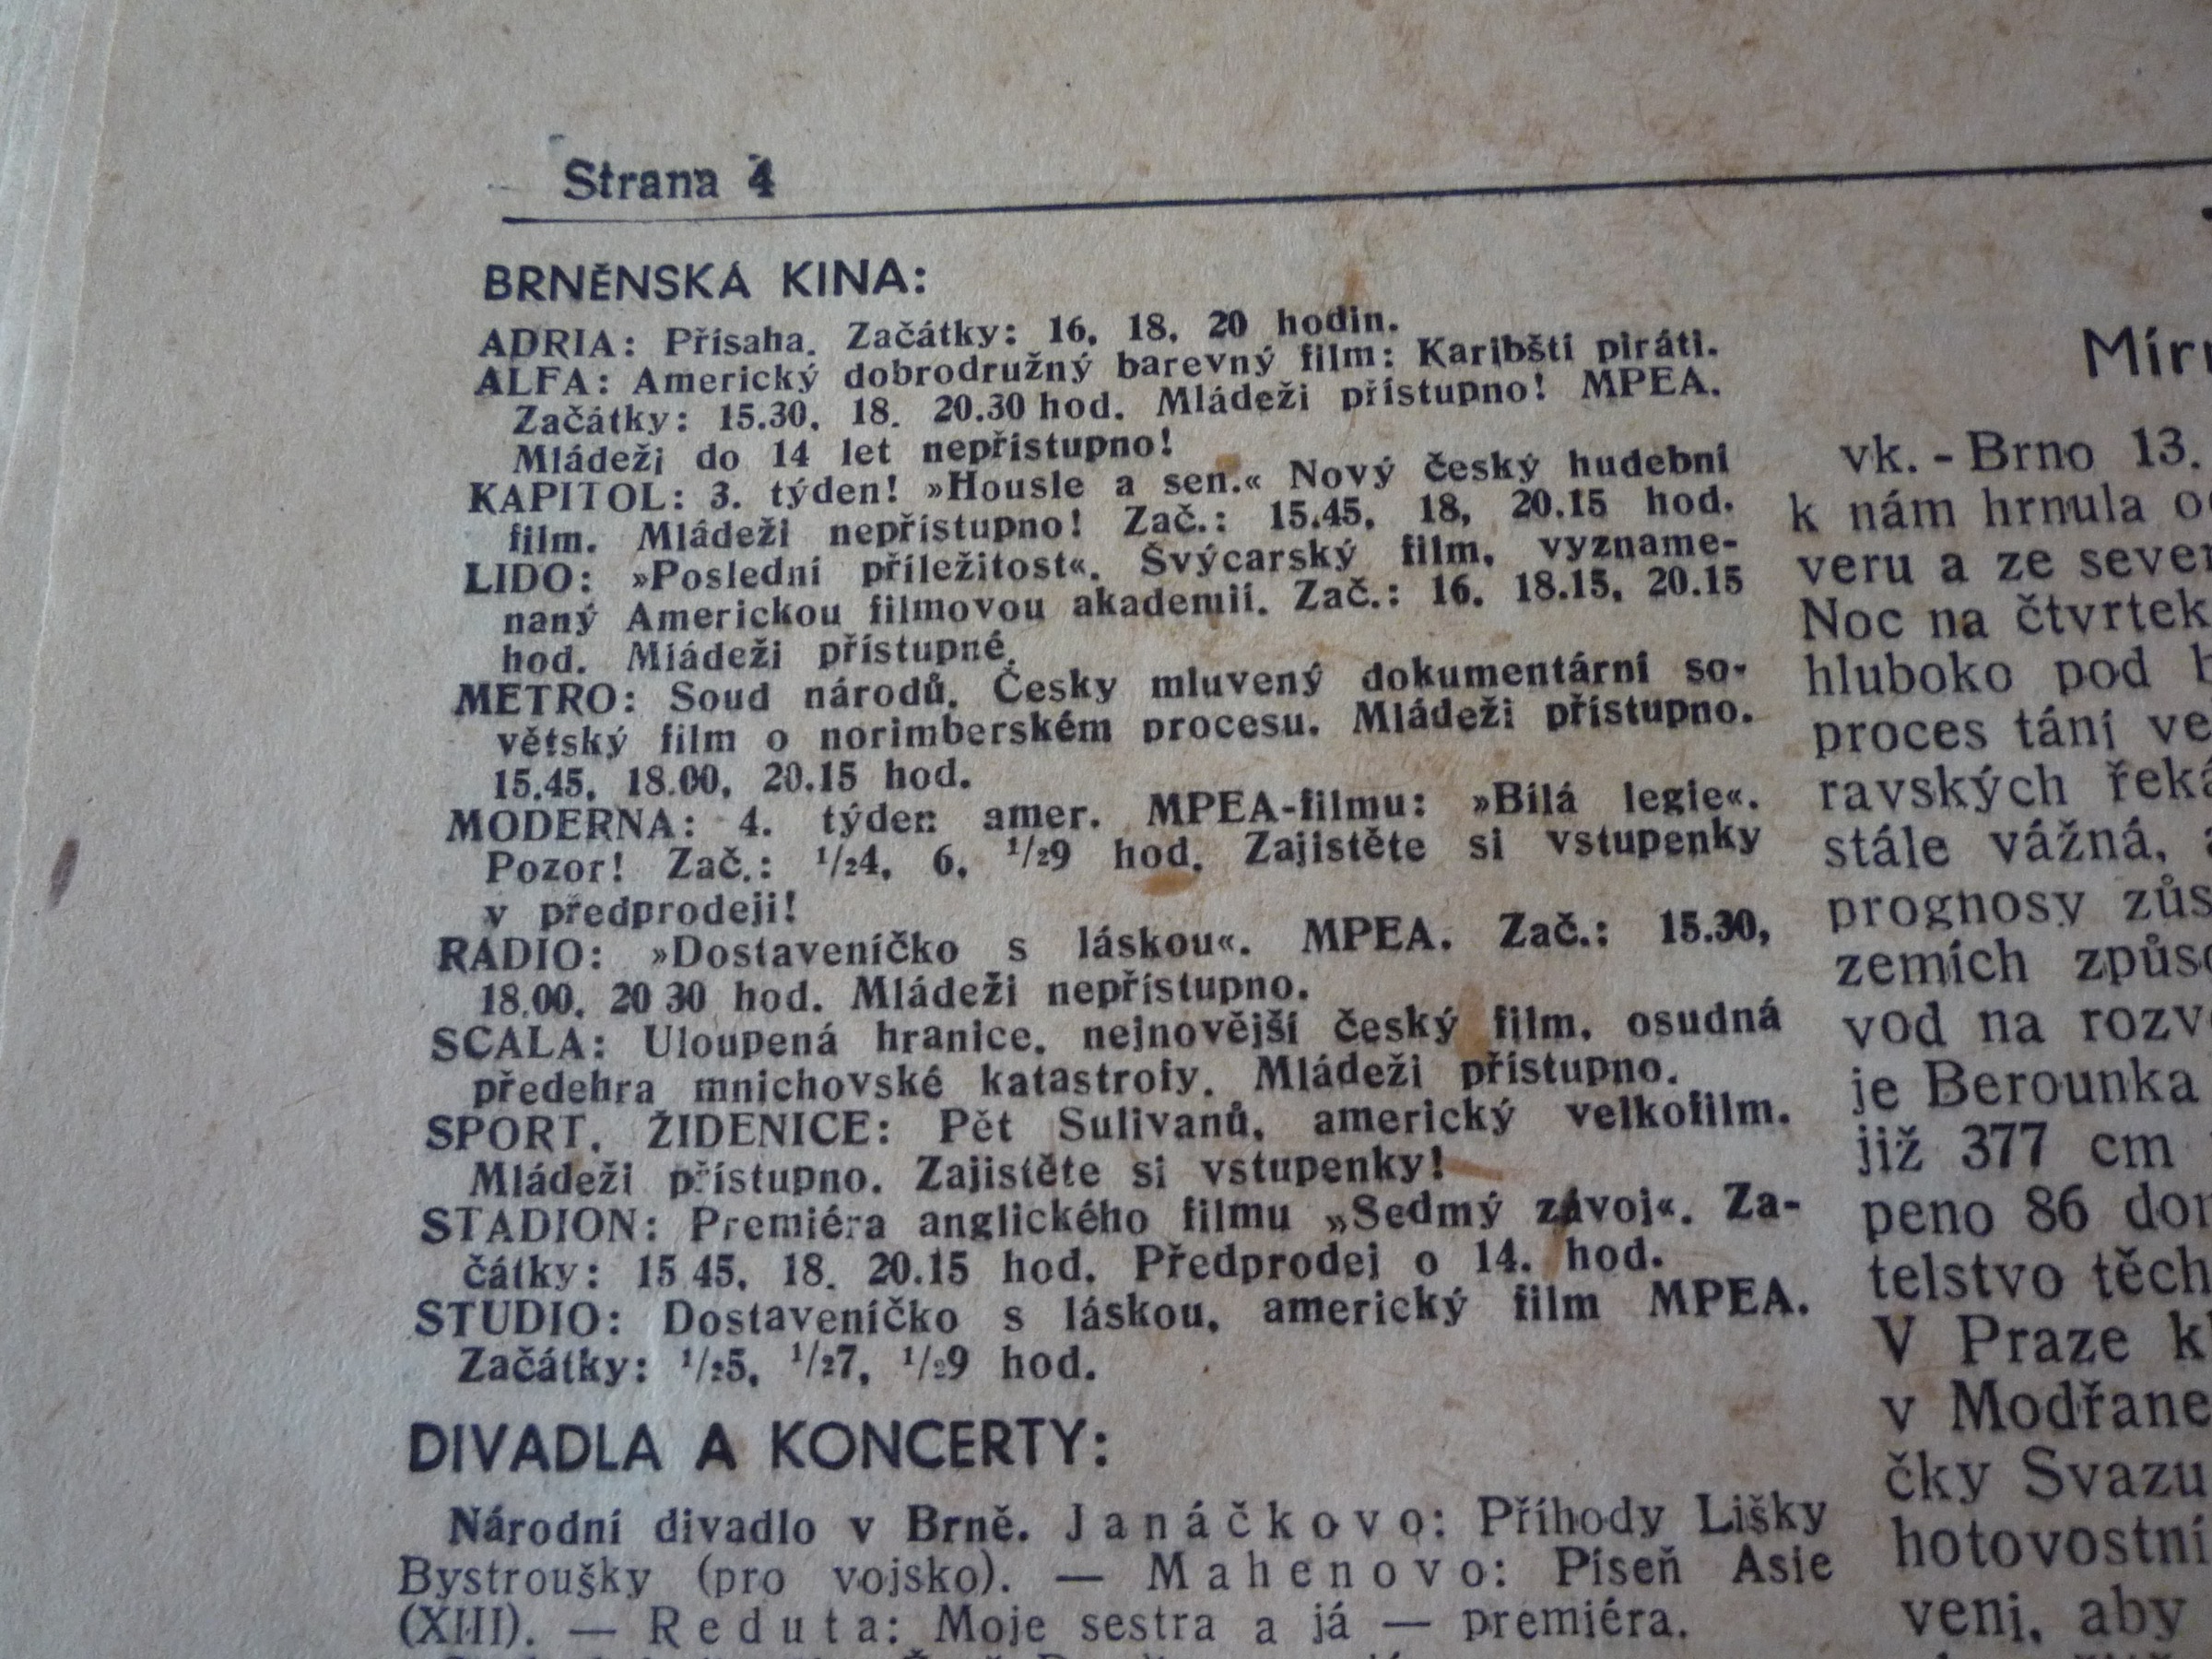 Strana 4
BRNĚNSKÁ KINA:
ADRIA: Přísaha. Začátky: 16, 18, 20 hodin.
ALFA: Americký dobrodružný barevný film: Karibští piráti.
Začátky: 15.30, 18. 20.30 hod. Mládeži přístupno! MPEA.
Mládeži do 14 let nepřístupno!
KAPITOL: 3. týden! »Housle a sen.« Nový český hudební
film. Mládeži nepřístupno! Zač.: 15.45, 18, 20.15 hod.
LIDO: »Poslední příležitost«. Švýcarský film, vyzname-
naný Americkou filmovou akademií. Zač.: 16. 18.15, 20.15
hod. Mládeži přístupné.
METRO: Soud národů. Česky mluvený dokumentární so-
větský film o norimberském procesu. Mládeži přístupno.
15.45, 18.00, 20.15 hod.
MODERNA: 4. týden amer. MPEA-filmu: »Bílá legie«.
Pozor! Zač.: 1/24, 6, 1/29 hod. Zajistěte si vstupenky
v předprodeji!
RADIO: »Dostaveníčko s láskou«. MPEA. Zač.: 15.30,
18.00, 20 30 hod. Mládeži nepřístupno.
SCALA: Uloupená hranice, nejnovější český film, osudná
předehra mnichovské katastrofy. Mládeži přístupno.
SPORT, ŽIDENICE: Pět Sulivanů, americký velkofilm.
Mládeži přístupno. Zajistěte si vstupenky!
STADION: Premiéra anglického filmu »Sedmý závoj«. Za-
čátky: 15 45, 18. 20.15 hod. Předprodej o 14. hod.
STUDIO: Dostaveníčko s láskou, americký film MPEA.
Začátky: 1/25, 1/27, 1/29 hod.
DIVADLA A KONCERTY:
Národní divadlo v Brně. Janáčkovo: Příhody Lišky
Bystroušky (pro vojsko). — Mahenovo: Píseň Asie
(XIII). — Reduta: Moje sestra a já — premiéra.
Mír
vk. - Brno 13.
k nám hrnula
veru a ze
Noc na čtvrtek
hluboko pod
proces tání
ravských
stále vážná,
prognosy
zemích
vod na
je Berounka
již 377 cm
peno 86
telstvo těch
V Praze
v
čky Svazu
hotovostní
veni, aby